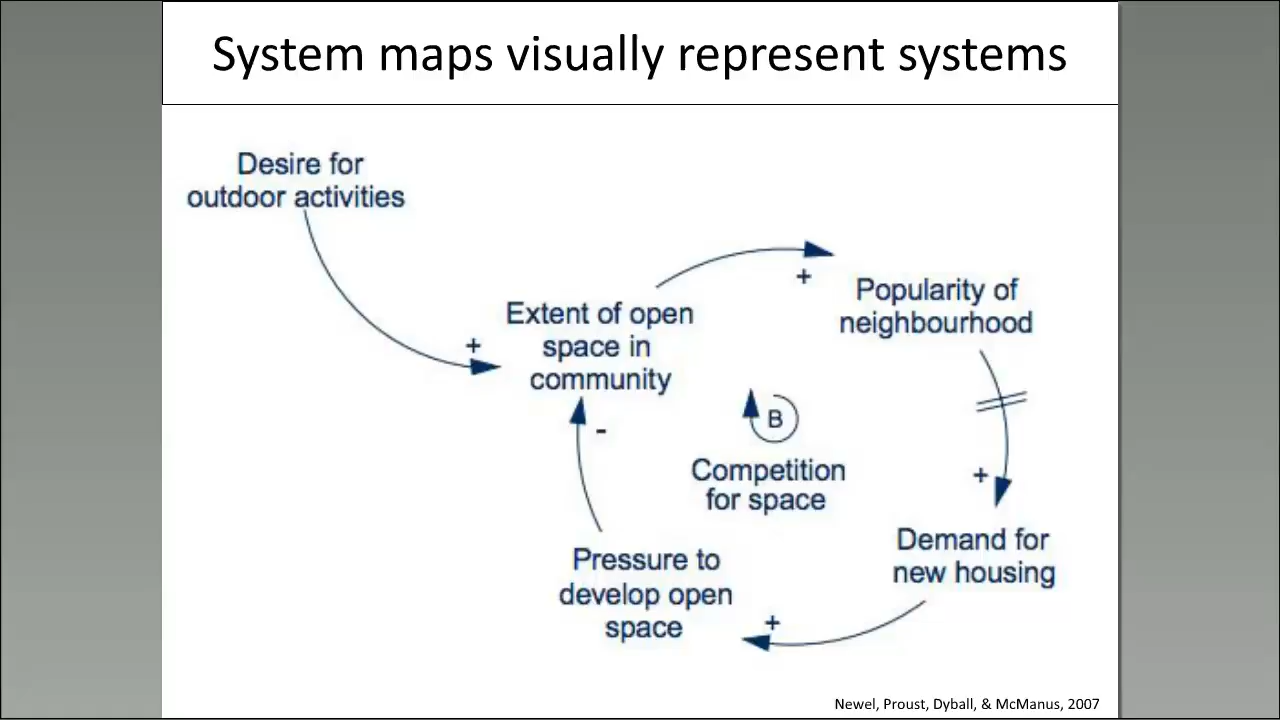 System maps visually represent systems
Desire for
outdoor activities
+
+
Extent of open
space in
community
Popularity of
neighbourhood
-
B
Competition
for space
+
Demand for
new housing
Pressure to
develop open
space
+
Newel, Proust, Dyball, & McManus, 2007